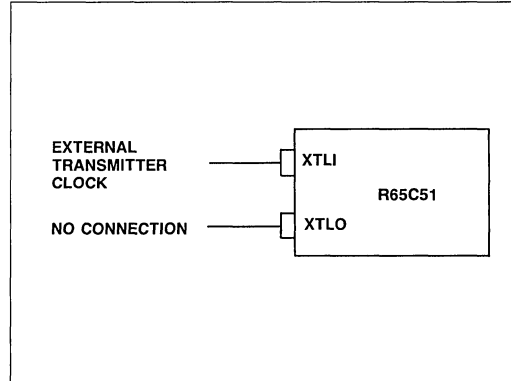 EXTERNAL
TRANSMITTER
CLOCK
XTLI
R65C51
NO CONNECTION
XTLO